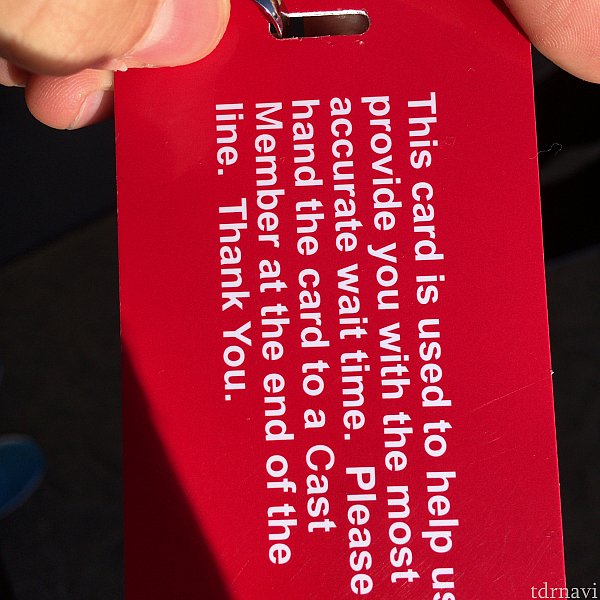 This card is used to help us
provide you with the most
accurate wait time.  Please
hand the card to a Cast
Member at the end of the
line.  Thank You.
tdrnavi